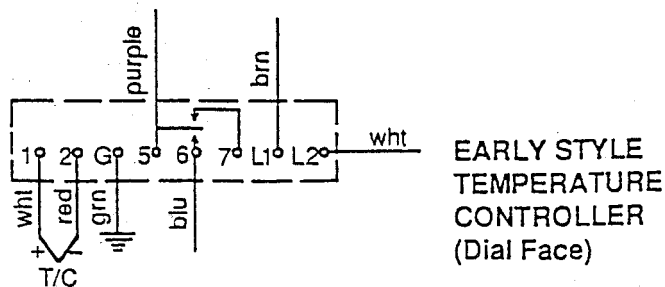 purple
brn
1 2 G 5 6 7 L1 L2
wht
wht
red
grn
blu
+ −
T/C
EARLY STYLE
TEMPERATURE
CONTROLLER
(Dial Face)